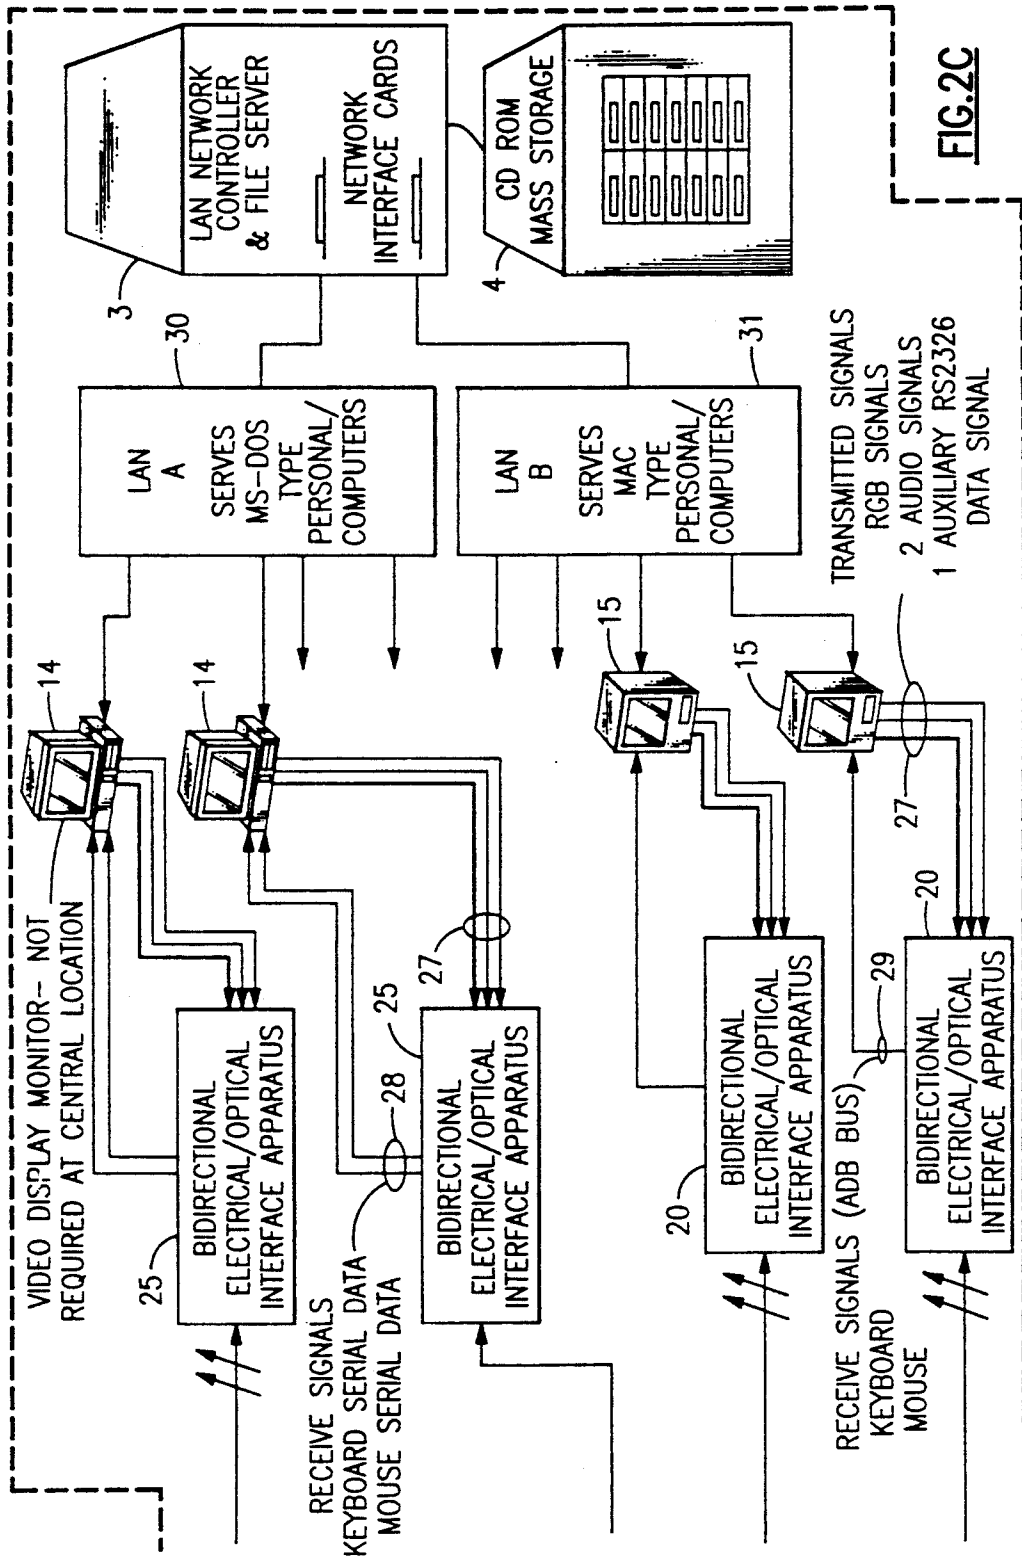 VIDEO DISPLAY MONITOR- NOT
REQUIRED AT CENTRAL LOCATION
14
25
BIDIRECTIONAL
ELECTRICAL/OPTICAL
INTERFACE APPARATUS
14
RECEIVE SIGNALS
KEYBOARD SERIAL DATA
MOUSE SERIAL DATA
28
27
25
BIDIRECTIONAL
ELECTRICAL/OPTICAL
INTERFACE APPARATUS
LAN
A
SERVES
MS-DOS
TYPE
PERSONAL/
COMPUTERS
30
3
LAN NETWORK
CONTROLLER
& FILE SERVER
NETWORK
INTERFACE CARDS
LAN
B
SERVES
MAC
TYPE
PERSONAL/
COMPUTERS
31
4
CD ROM
MASS STORAGE
15
20
BIDIRECTIONAL
ELECTRICAL/OPTICAL
INTERFACE APPARATUS
15
TRANSMITTED SIGNALS
RGB SIGNALS
2 AUDIO SIGNALS
1 AUXILIARY RS2326
DATA SIGNAL
27
RECEIVE SIGNALS (ADB BUS)
KEYBOARD
MOUSE
29
20
BIDIRECTIONAL
ELECTRICAL/OPTICAL
INTERFACE APPARATUS
FIG.2C